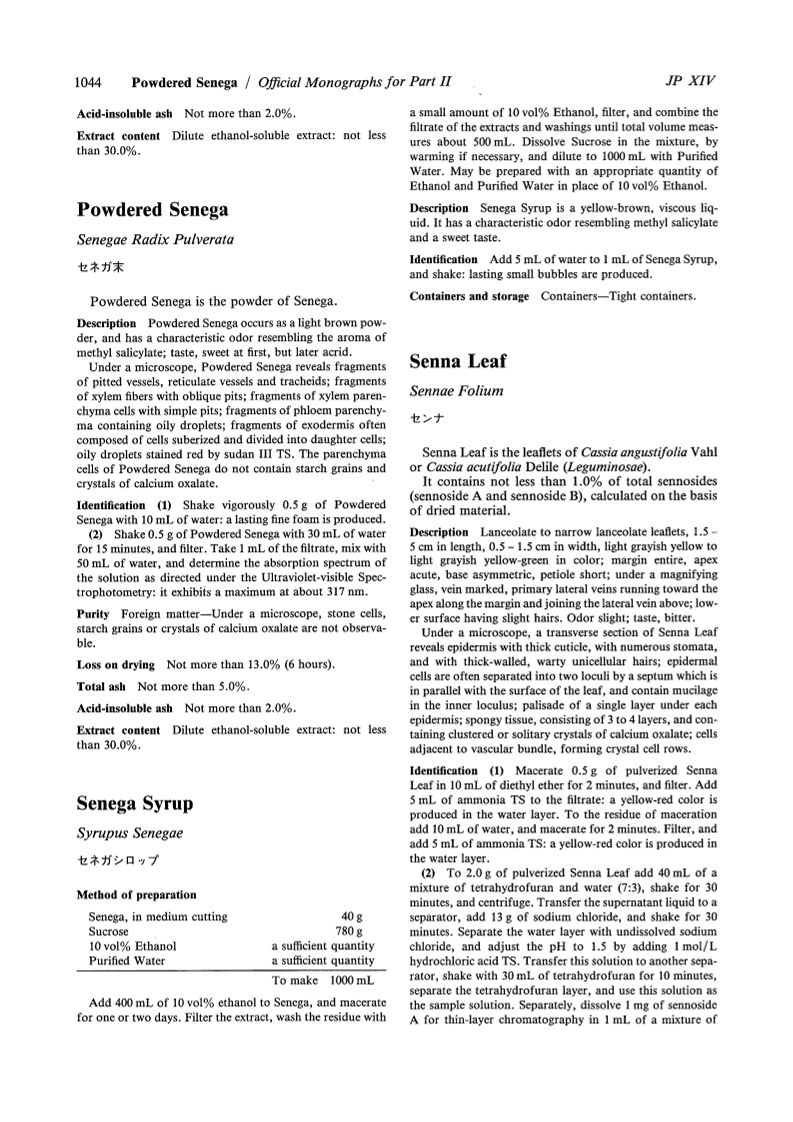 1044 Powdered Senega / Official Monographs for Part II JP XIV
Acid-insoluble ash Not more than 2.0%.
Extract content Dilute ethanol-soluble extract: not less
than 30.0%.
Powdered Senega
Senegae Radix Pulverata
セネガ末
Powdered Senega is the powder of Senega.
Description Powdered Senega occurs as a light brown pow-
der, and has a characteristic odor resembling the aroma of
methyl salicylate; taste, sweet at first, but later acrid.
Under a microscope, Powdered Senega reveals fragments
of pitted vessels, reticulate vessels and tracheids; fragments
of xylem fibers with oblique pits; fragments of xylem paren-
chyma cells with simple pits; fragments of phloem parenchy-
ma containing oily droplets; fragments of exodermis often
composed of cells suberized and divided into daughter cells;
oily droplets stained red by sudan III TS. The parenchyma
cells of Powdered Senega do not contain starch grains and
crystals of calcium oxalate.
Identification (1) Shake vigorously 0.5 g of Powdered
Senega with 10 mL of water: a lasting fine foam is produced.
(2) Shake 0.5 g of Powdered Senega with 30 mL of water
for 15 minutes, and filter. Take 1 mL of the filtrate, mix with
50 mL of water, and determine the absorption spectrum of
the solution as directed under the Ultraviolet-visible Spec-
trophotometry: it exhibits a maximum at about 317 nm.
Purity Foreign matter—Under a microscope, stone cells,
starch grains or crystals of calcium oxalate are not observa-
ble.
Loss on drying Not more than 13.0% (6 hours).
Total ash Not more than 5.0%.
Acid-insoluble ash Not more than 2.0%.
Extract content Dilute ethanol-soluble extract: not less
than 30.0%.
Senega Syrup
Syrupus Senegae
セネガシロップ
Method of preparation
Senega, in medium cutting 40 g
Sucrose 780 g
10 vol% Ethanol a sufficient quantity
Purified Water a sufficient quantity
To make 1000 mL
Add 400 mL of 10 vol% ethanol to Senega, and macerate
for one or two days. Filter the extract, wash the residue with
a small amount of 10 vol% Ethanol, filter, and combine the
filtrate of the extracts and washings until total volume meas-
ures about 500 mL. Dissolve Sucrose in the mixture, by
warming if necessary, and dilute to 1000 mL with Purified
Water. May be prepared with an appropriate quantity of
Ethanol and Purified Water in place of 10 vol% Ethanol.
Description Senega Syrup is a yellow-brown, viscous liq-
uid. It has a characteristic odor resembling methyl salicylate
and a sweet taste.
Identification Add 5 mL of water to 1 mL of Senega Syrup,
and shake: lasting small bubbles are produced.
Containers and storage Containers—Tight containers.
Senna Leaf
Sennae Folium
センナ
Senna Leaf is the leaflets of Cassia angustifolia Vahl
or Cassia acutifolia Delile (Leguminosae).
It contains not less than 1.0% of total sennosides
(sennoside A and sennoside B), calculated on the basis
of dried material.
Description Lanceolate to narrow lanceolate leaflets, 1.5 –
5 cm in length, 0.5 – 1.5 cm in width, light grayish yellow to
light grayish yellow-green in color; margin entire, apex
acute, base asymmetric, petiole short; under a magnifying
glass, vein marked, primary lateral veins running toward the
apex along the margin and joining the lateral vein above; low-
er surface having slight hairs. Odor slight; taste, bitter.
Under a microscope, a transverse section of Senna Leaf
reveals epidermis with thick cuticle, with numerous stomata,
and with thick-walled, warty unicellular hairs; epidermal
cells are often separated into two loculi by a septum which is
in parallel with the surface of the leaf, and contain mucilage
in the inner loculus; palisade of a single layer under each
epidermis; spongy tissue, consisting of 3 to 4 layers, and con-
taining clustered or solitary crystals of calcium oxalate; cells
adjacent to vascular bundle, forming crystal cell rows.
Identification (1) Macerate 0.5 g of pulverized Senna
Leaf in 10 mL of diethyl ether for 2 minutes, and filter. Add
5 mL of ammonia TS to the filtrate: a yellow-red color is
produced in the water layer. To the residue of maceration
add 10 mL of water, and macerate for 2 minutes. Filter, and
add 5 mL of ammonia TS: a yellow-red color is produced in
the water layer.
(2) To 2.0 g of pulverized Senna Leaf add 40 mL of a
mixture of tetrahydrofuran and water (7:3), shake for 30
minutes, and centrifuge. Transfer the supernatant liquid to a
separator, add 13 g of sodium chloride, and shake for 30
minutes. Separate the water layer with undissolved sodium
chloride, and adjust the pH to 1.5 by adding 1 mol/L
hydrochloric acid TS. Transfer this solution to another sepa-
rator, shake with 30 mL of tetrahydrofuran for 10 minutes,
separate the tetrahydrofuran layer, and use this solution as
the sample solution. Separately, dissolve 1 mg of sennoside
A for thin-layer chromatography in 1 mL of a mixture of